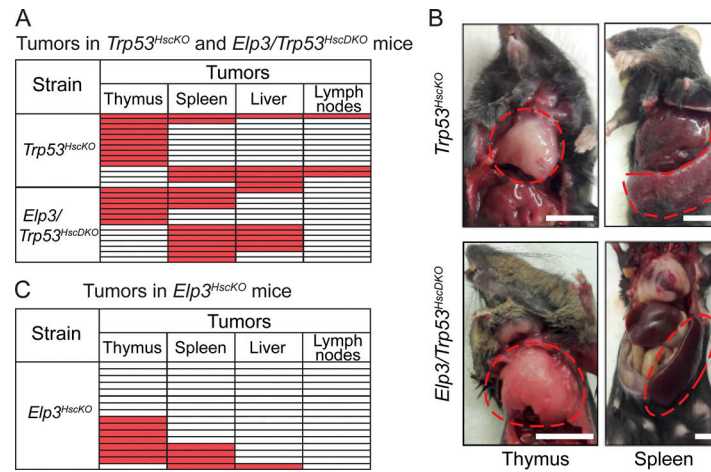 A
Tumors in Trp53HscKO and Elp3/Trp53HscDKO mice
Strain
Tumors
Thymus Spleen Liver Lymph
nodes
Trp53HscKO
Elp3/
Trp53HscDKO
C Tumors in Elp3HscKO mice
Strain
Tumors
Thymus Spleen Liver Lymph
nodes
Elp3HscKO
B
Trp53HscKO
Elp3/Trp53HscDKO
Thymus Spleen